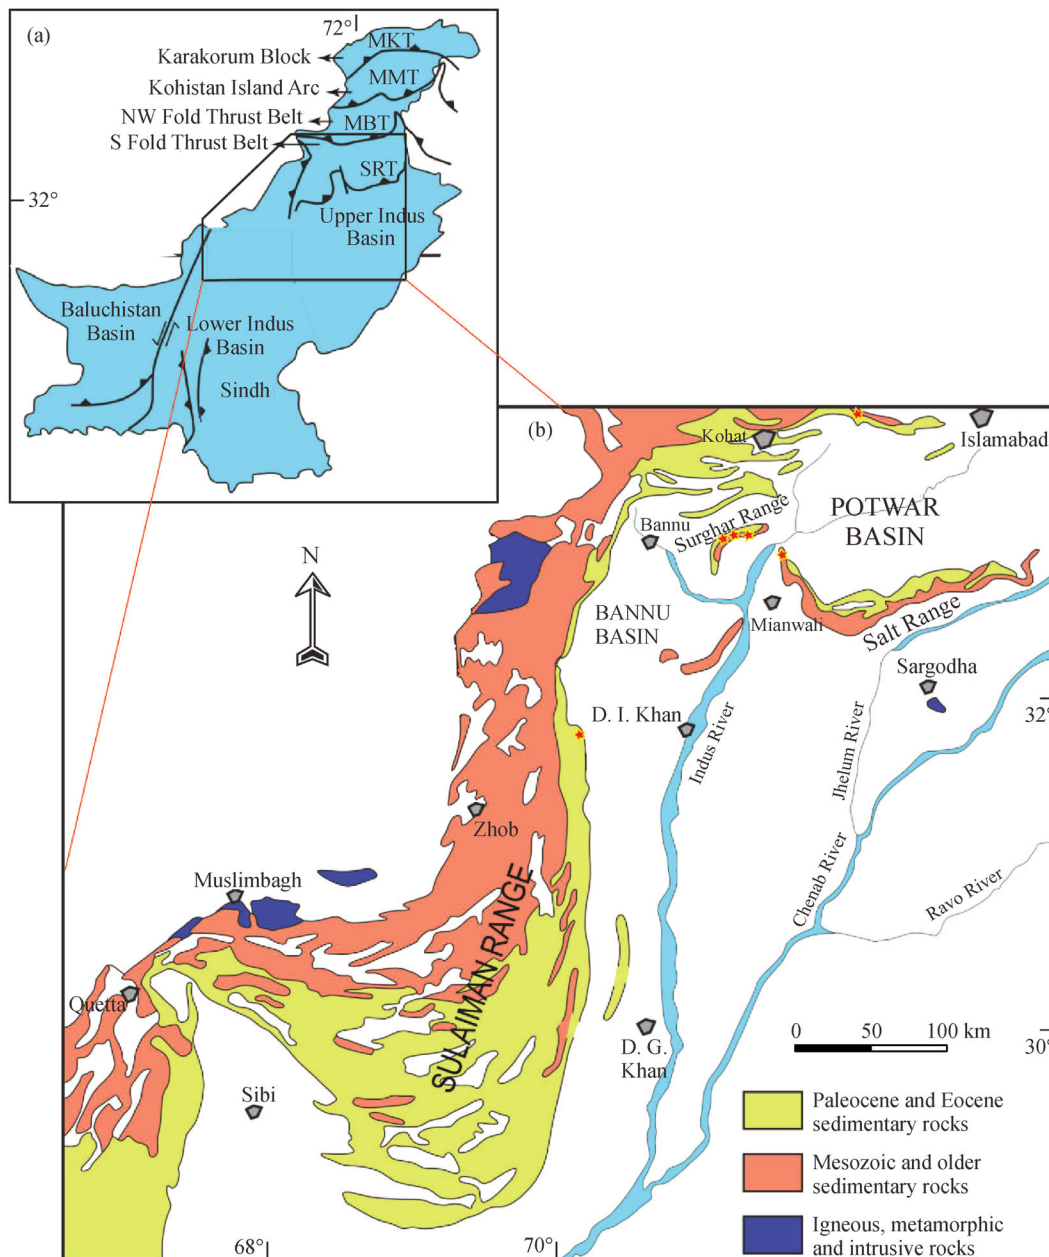 (a)
72°
MKT
Karakorum Block
MMT
Kohistan Island Arc
NW Fold Thrust Belt
MBT
S Fold Thrust Belt
SRT
32°
Upper Indus
Basin
Baluchistan
Basin
Lower Indus
Basin
Sindh
(b)
Kohat
Islamabad
Surghar Range
POTWAR
BASIN
Bannu
N
BANNU
BASIN
Mianwali
Salt Range
Sargodha
32°
D. I. Khan
Indus River
Jhelum River
Zhob
Chenab River
Ravo River
Muslimbagh
SULAIMAN RANGE
Quetta
0 50 100 km
30°
D. G.
Khan
Sibi
Paleocene and Eocene
sedimentary rocks
Mesozoic and older
sedimentary rocks
Igneous, metamorphic
and intrusive rocks
68°
70°